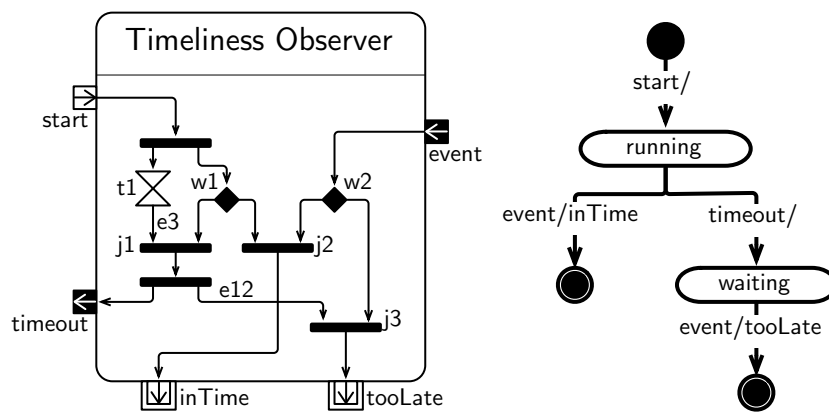 Timeliness Observer
start
event
t1
w1
w2
e3
j1
j2
e12
timeout
j3
inTime
tooLate
start/
running
event/inTime
timeout/
waiting
event/tooLate